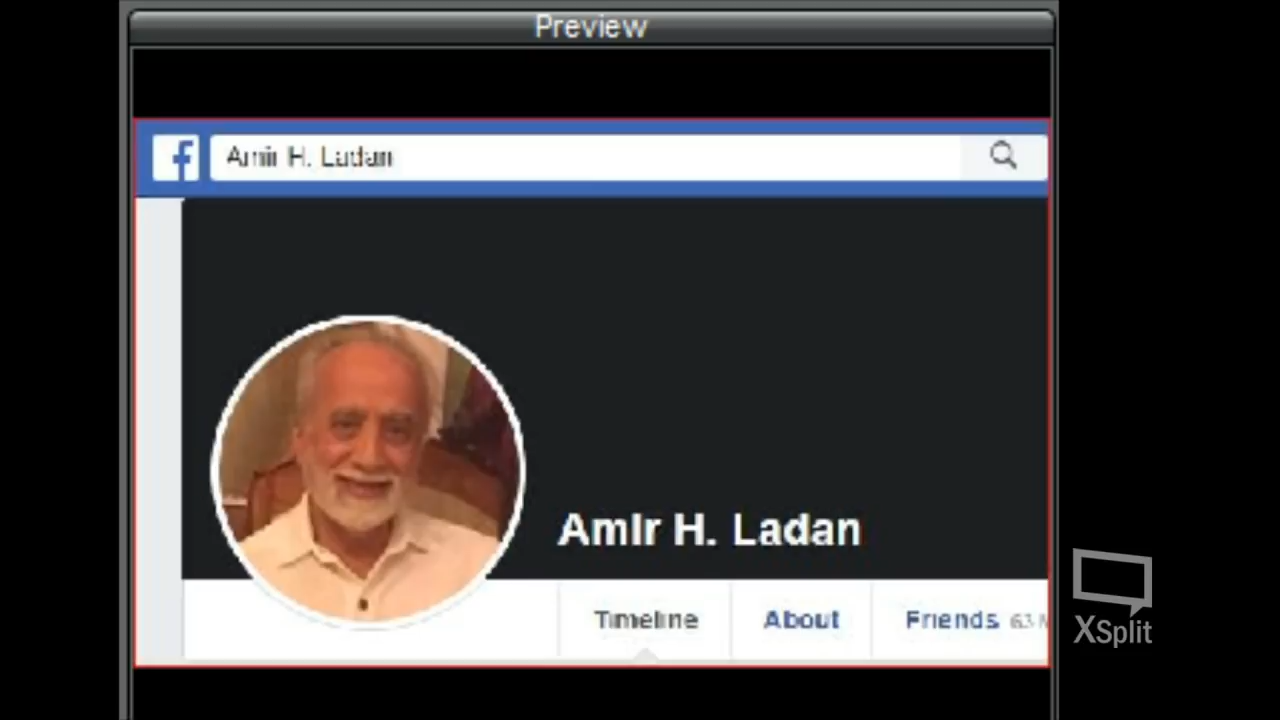 Preview
Amir H. Ladan
Amir H. Ladan
Timeline
About
Friends
XSplit